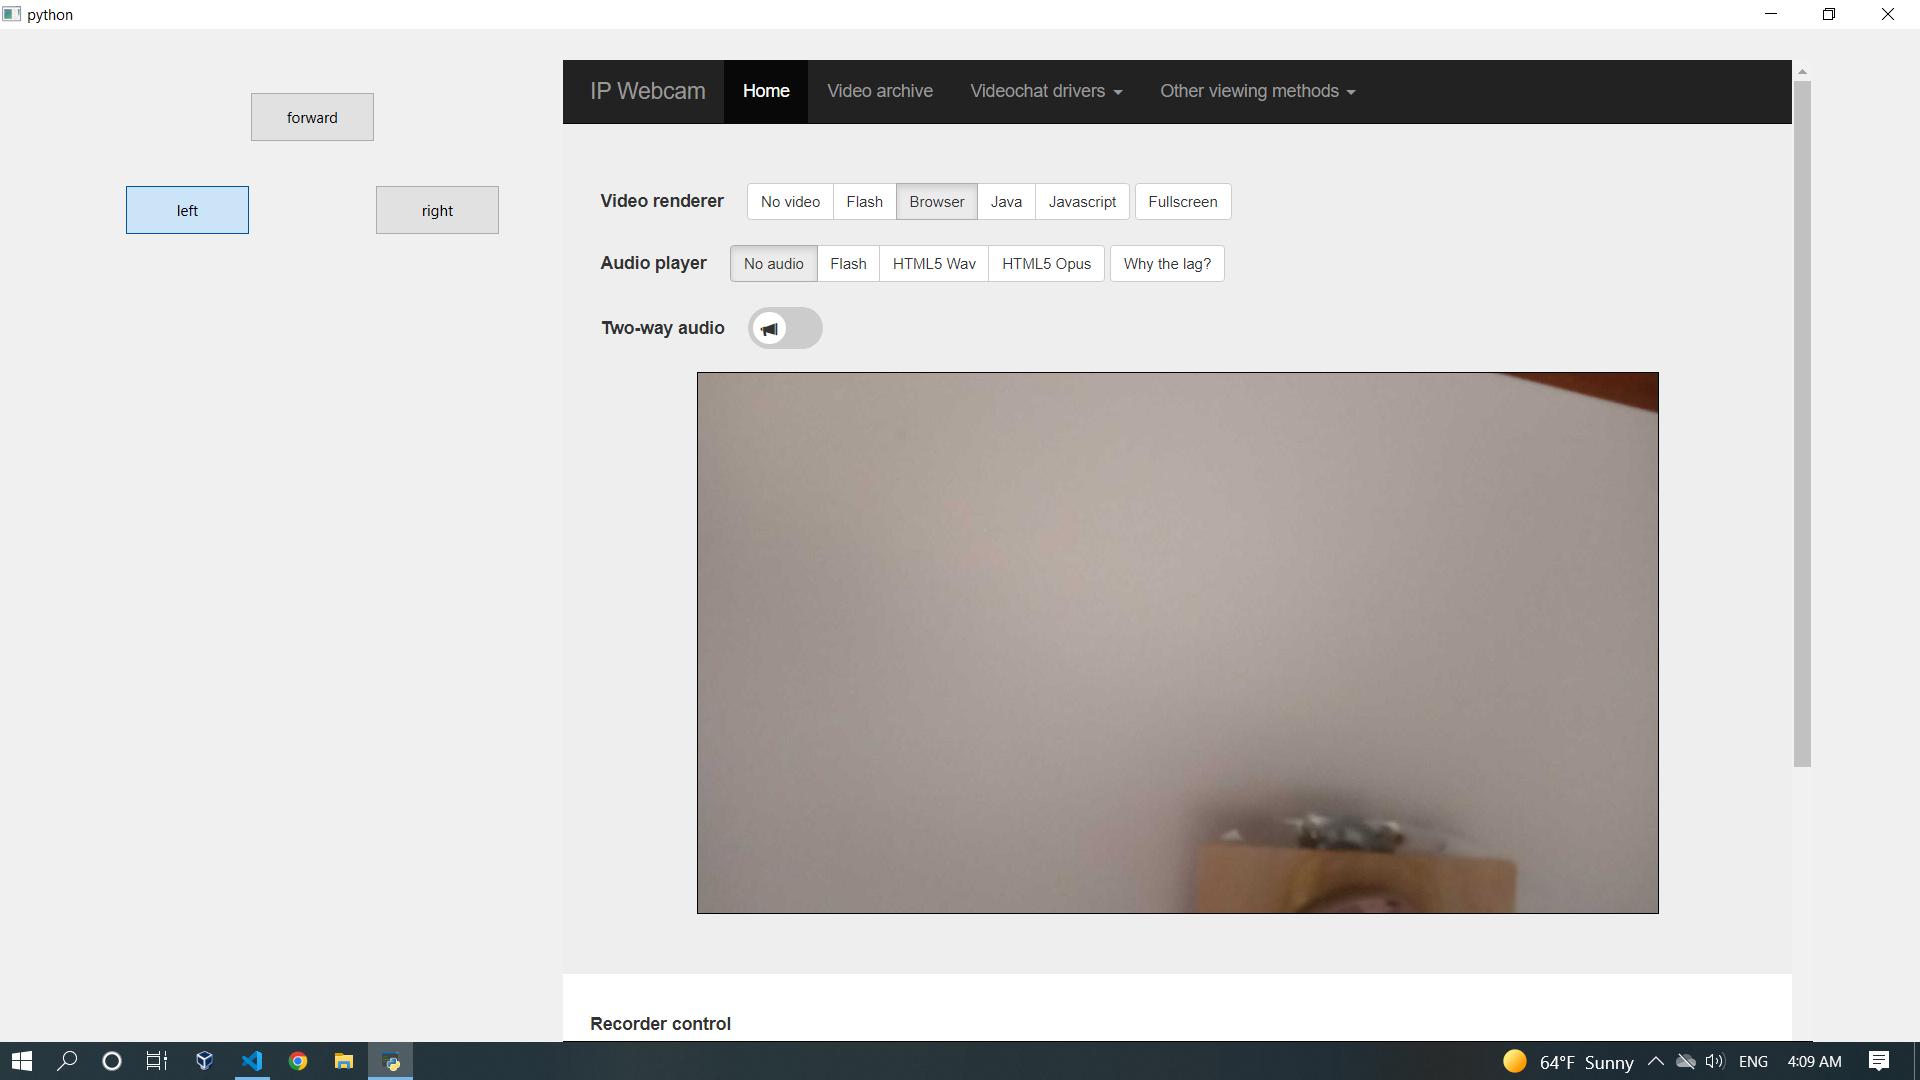 python
forward
left
right
IP Webcam
Home
Video archive
Videochat drivers
Other viewing methods
Video renderer
No video
Flash
Browser
Java
Javascript
Fullscreen
Audio player
No audio
Flash
HTML5 Wav
HTML5 Opus
Why the lag?
Two-way audio
Recorder control
64°F Sunny
ENG
4:09 AM